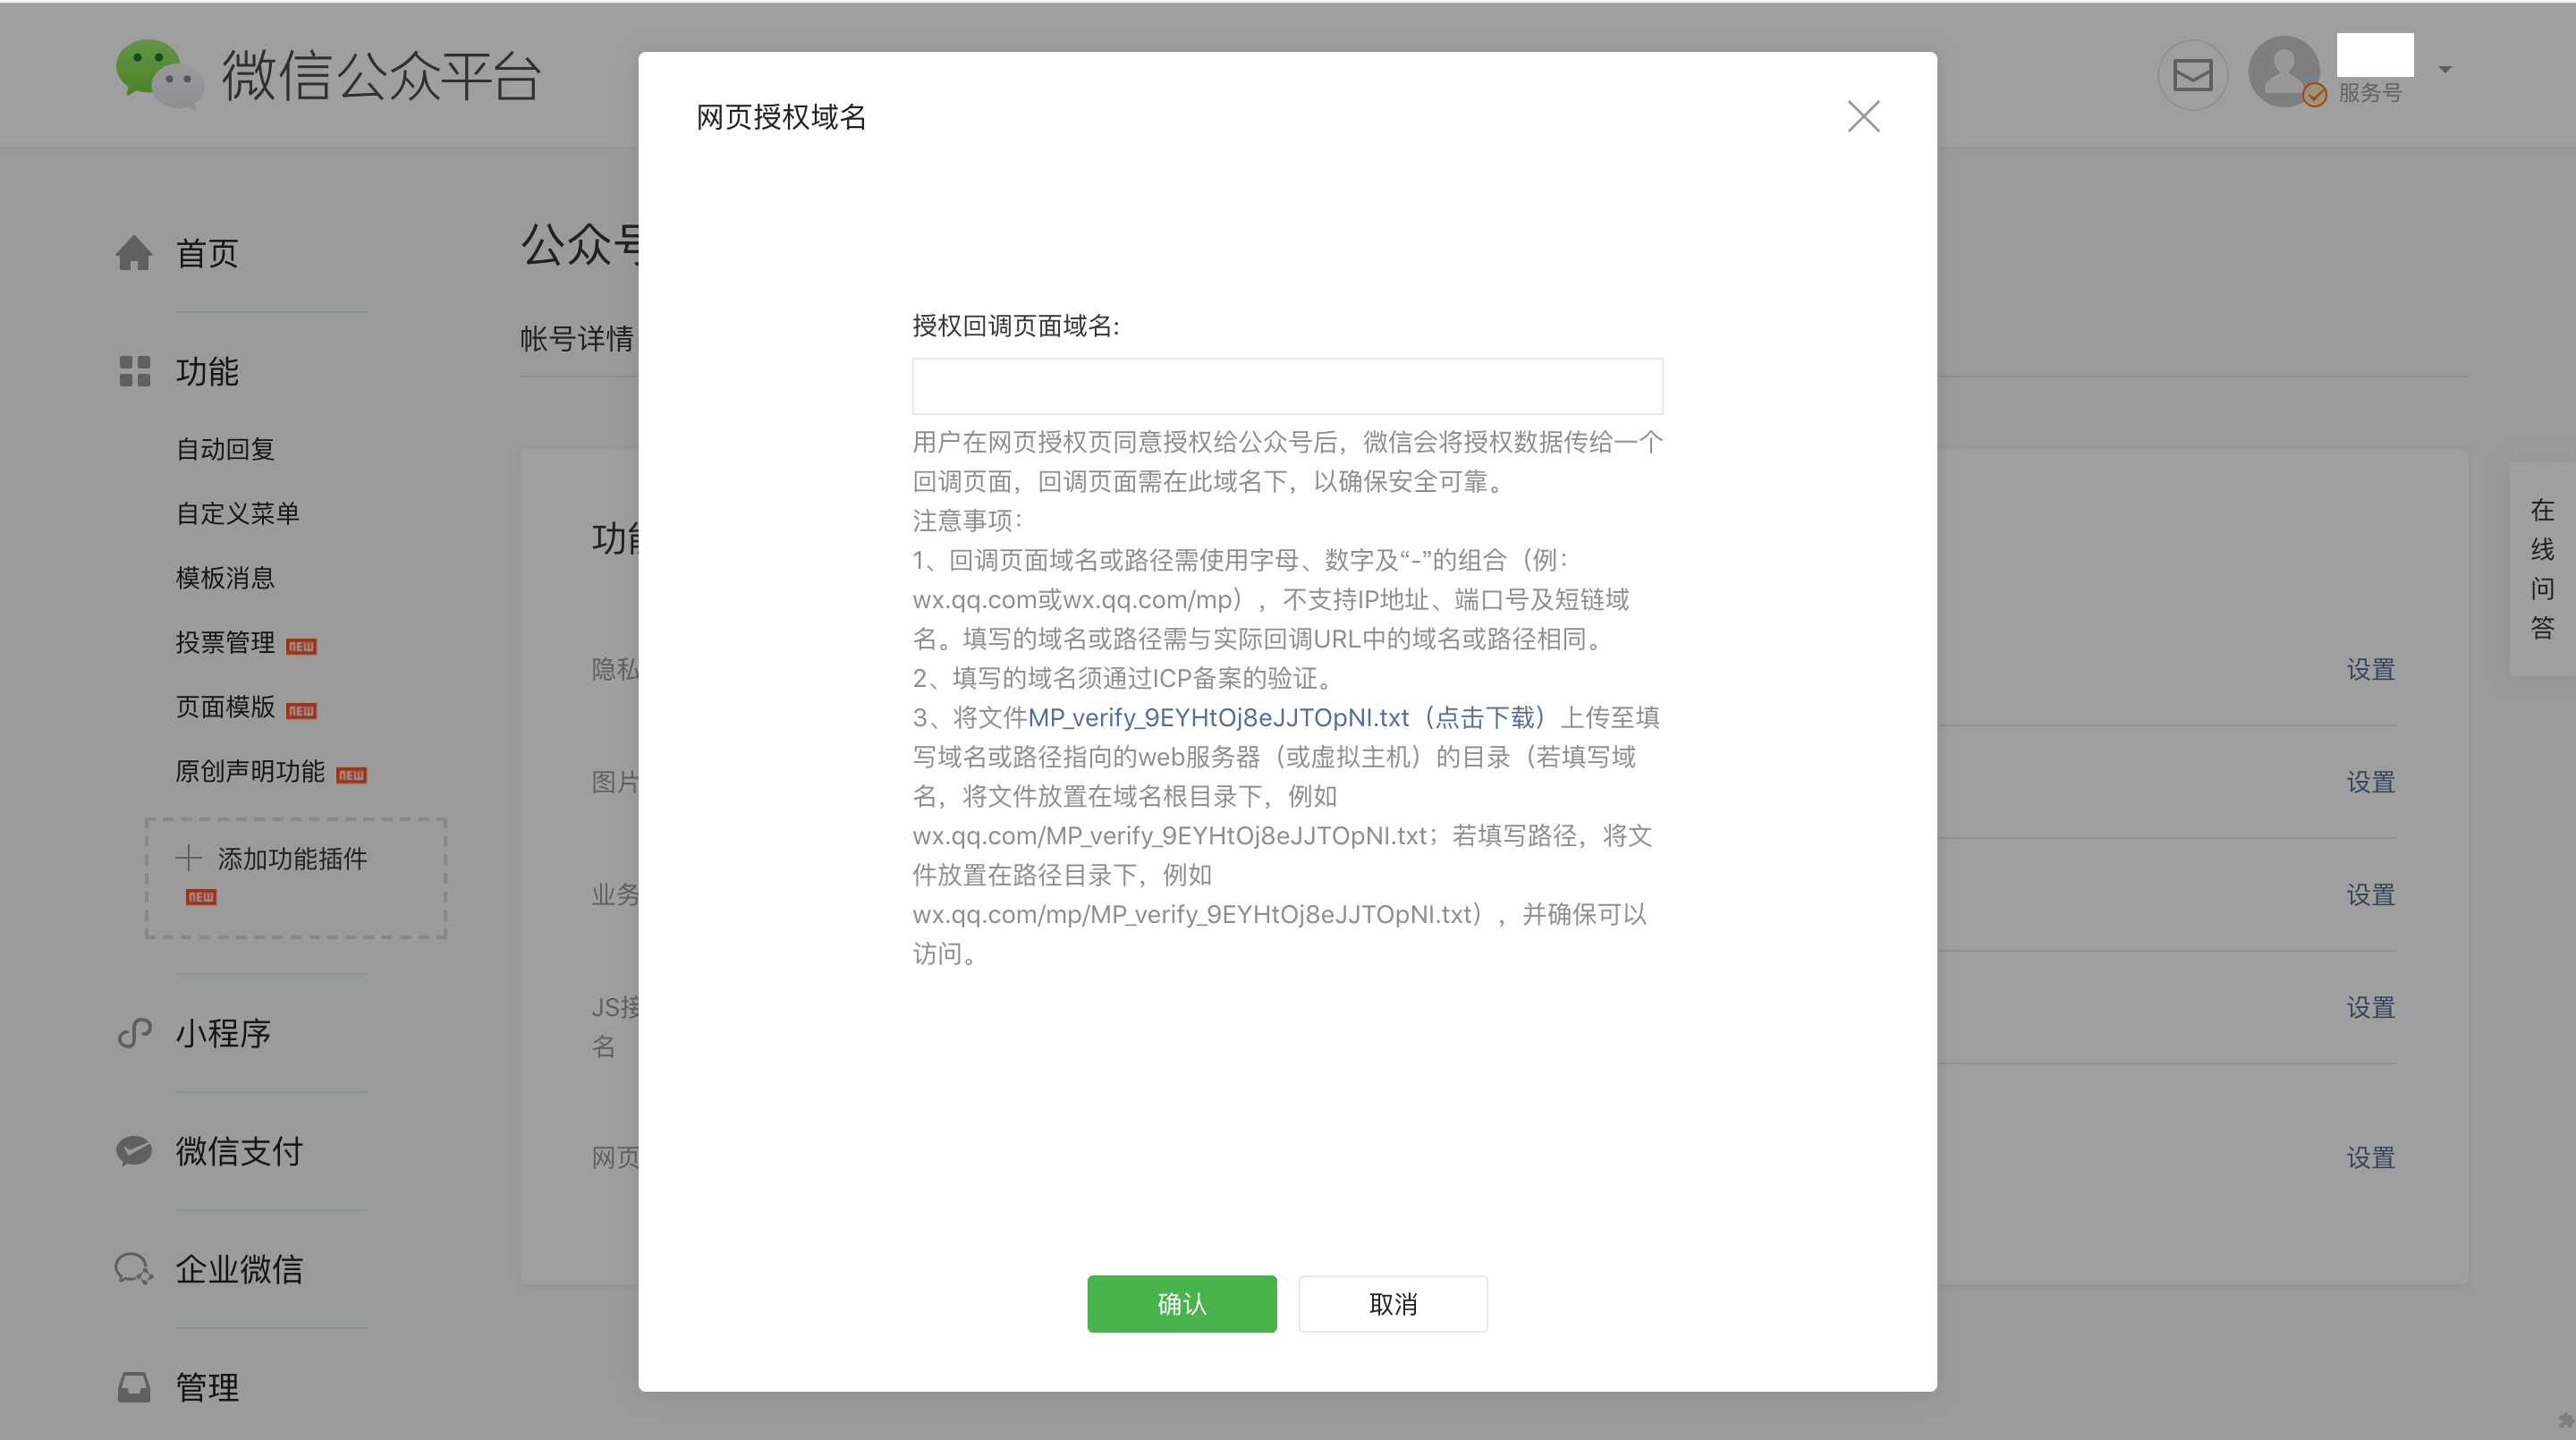 微信公众平台
服务号
首页
功能
自动回复
自定义菜单
模板消息
投票管理 NEW
页面模版 NEW
原创声明功能 NEW
添加功能插件
NEW
小程序
微信支付
企业微信
管理
公众号
帐号详情
功能
隐私
图片
业务
JS接
名
网页
网页授权域名
授权回调页面域名:
用户在网页授权页同意授权给公众号后，微信会将授权数据传给一个
回调页面，回调页面需在此域名下，以确保安全可靠。
注意事项：
1、回调页面域名或路径需使用字母、数字及“-”的组合（例：
wx.qq.com或wx.qq.com/mp），不支持IP地址、端口号及短链域
名。填写的域名或路径需与实际回调URL中的域名或路径相同。
2、填写的域名须通过ICP备案的验证。
3、将文件MP_verify_9EYHtOj8eJJTOpNI.txt（点击下载）上传至填
写域名或路径指向的web服务器（或虚拟主机）的目录（若填写域
名，将文件放置在域名根目录下，例如
wx.qq.com/MP_verify_9EYHtOj8eJJTOpNI.txt；若填写路径，将文
件放置在路径目录下，例如
wx.qq.com/mp/MP_verify_9EYHtOj8eJJTOpNI.txt），并确保可以
访问。
确认
取消
设置
设置
设置
设置
设置
在
线
问
答